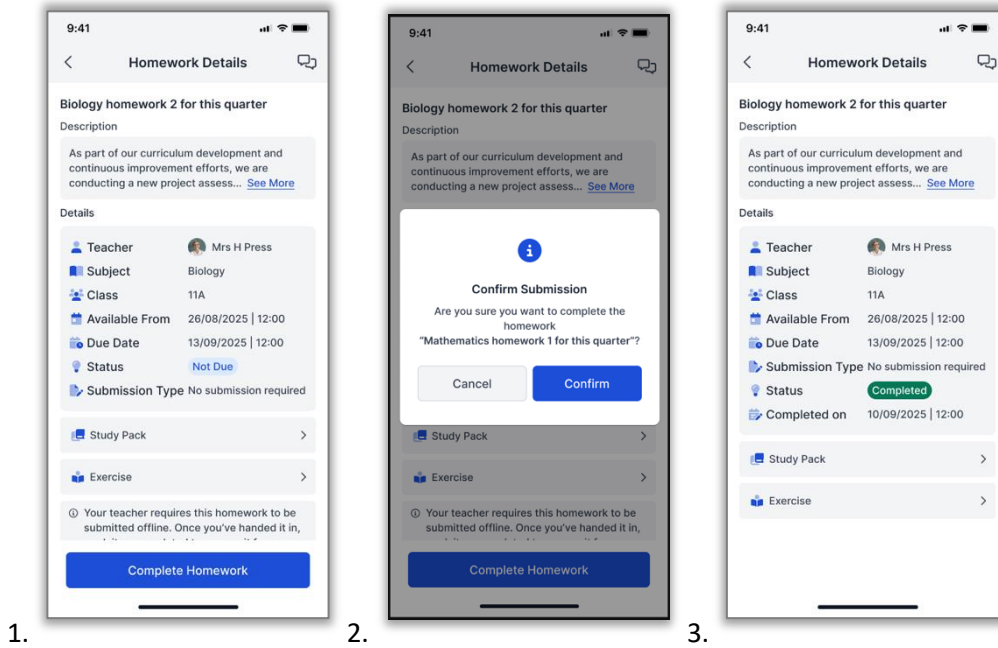 9:41
Homework Details
Biology homework 2 for this quarter
Description
As part of our curriculum development and
continuous improvement efforts, we are
conducting a new project assess... See More
Details
Teacher Mrs H Press
Subject Biology
Class 11A
Available From 26/08/2025 | 12:00
Due Date 13/09/2025 | 12:00
Status Not Due
Submission Type No submission required
Study Pack
Exercise
Your teacher requires this homework to be
submitted offline. Once you've handed it in,
Complete Homework
1.
9:41
Homework Details
Biology homework 2 for this quarter
Description
As part of our curriculum development and
continuous improvement efforts, we are
conducting a new project assess... See More
Confirm Submission
Are you sure you want to complete the
homework
"Mathematics homework 1 for this quarter"?
Cancel Confirm
Study Pack
Exercise
Your teacher requires this homework to be
submitted offline. Once you've handed it in,
Complete Homework
2.
9:41
Homework Details
Biology homework 2 for this quarter
Description
As part of our curriculum development and
continuous improvement efforts, we are
conducting a new project assess... See More
Details
Teacher Mrs H Press
Subject Biology
Class 11A
Available From 26/08/2025 | 12:00
Due Date 13/09/2025 | 12:00
Submission Type No submission required
Status Completed
Completed on 10/09/2025 | 12:00
Study Pack
Exercise
3.